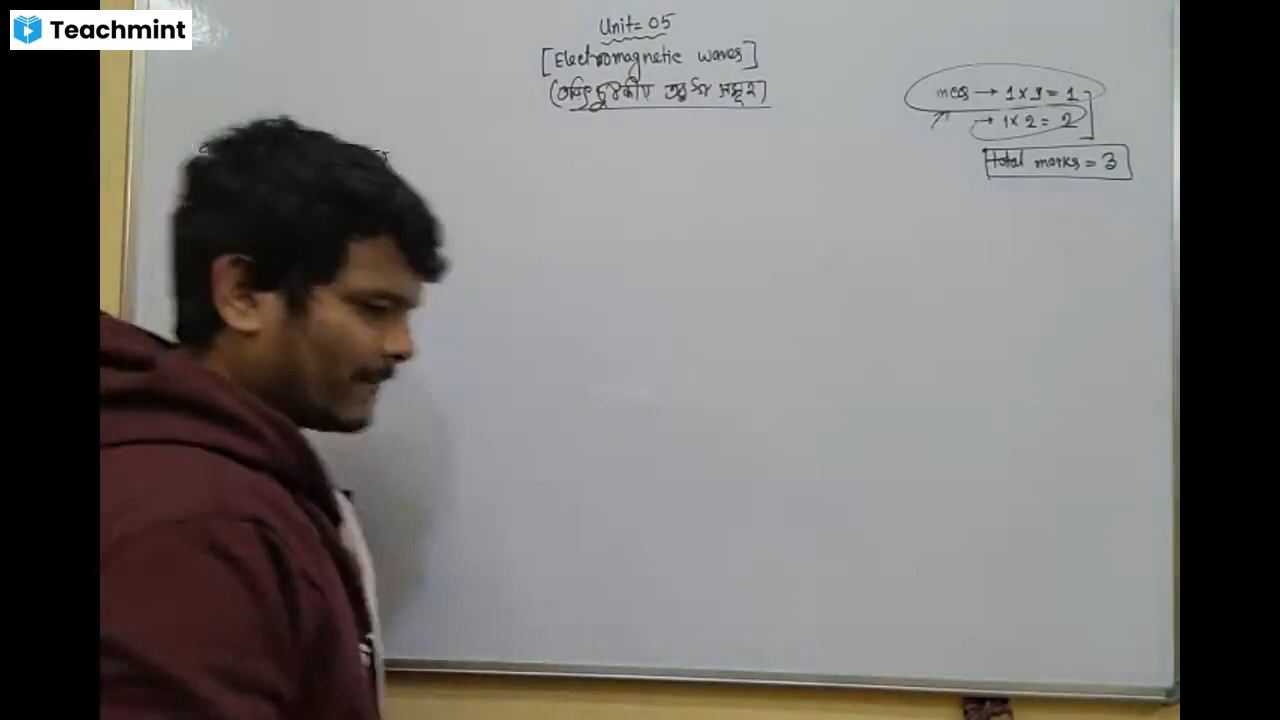 Teachmint
Unit= 05
[Electromagnetic waves]
(তড়িৎ চুম্বকীয় তরঙ্গ সমূহ)
MCQ → 1 x 1 = 1
→ 1 x 2 = 2
Total marks = 3